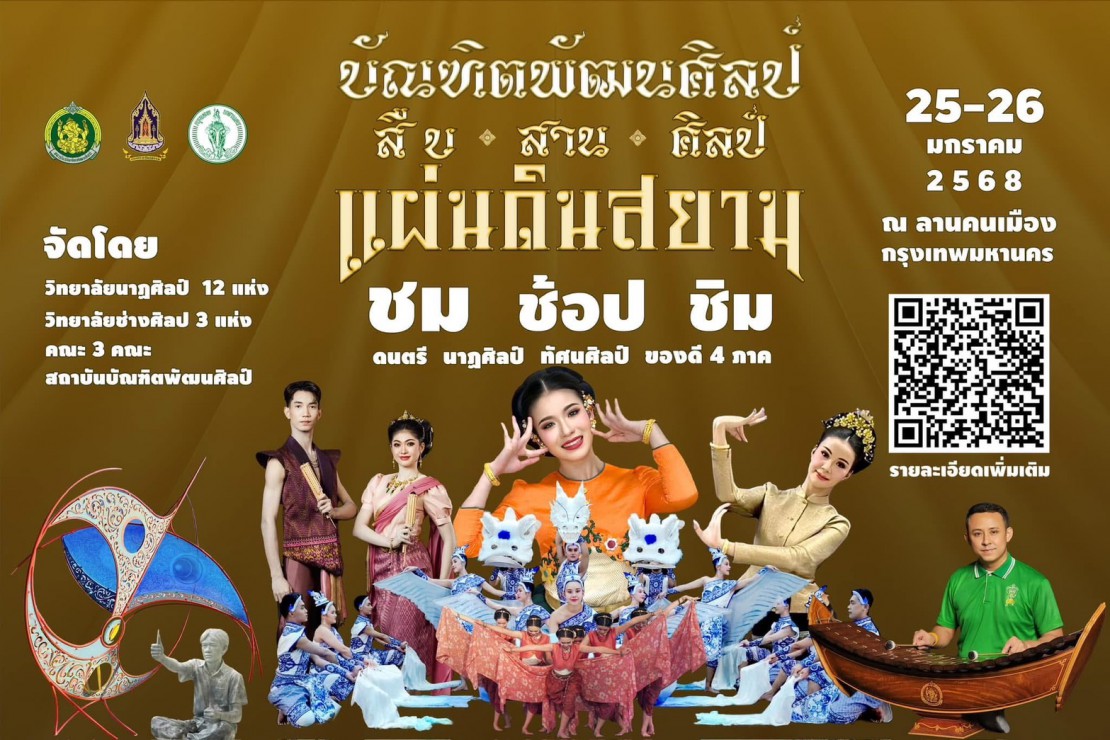 บัณฑิตพัฒนศิลป์
สืบ • สาน • ศิลป์
แผ่นดินสยาม
ชม ช้อป ชิม
ดนตรี นาฏศิลป์ ทัศนศิลป์ ของดี 4 ภาค
จัดโดย
วิทยาลัยนาฏศิลป์ 12 แห่ง
วิทยาลัยช่างศิลป 3 แห่ง
คณะ 3 คณะ
สถาบันบัณฑิตพัฒนศิลป์
25-26
มกราคม
2568
ณ ลานคนเมือง
กรุงเทพมหานคร
รายละเอียดเพิ่มเติม